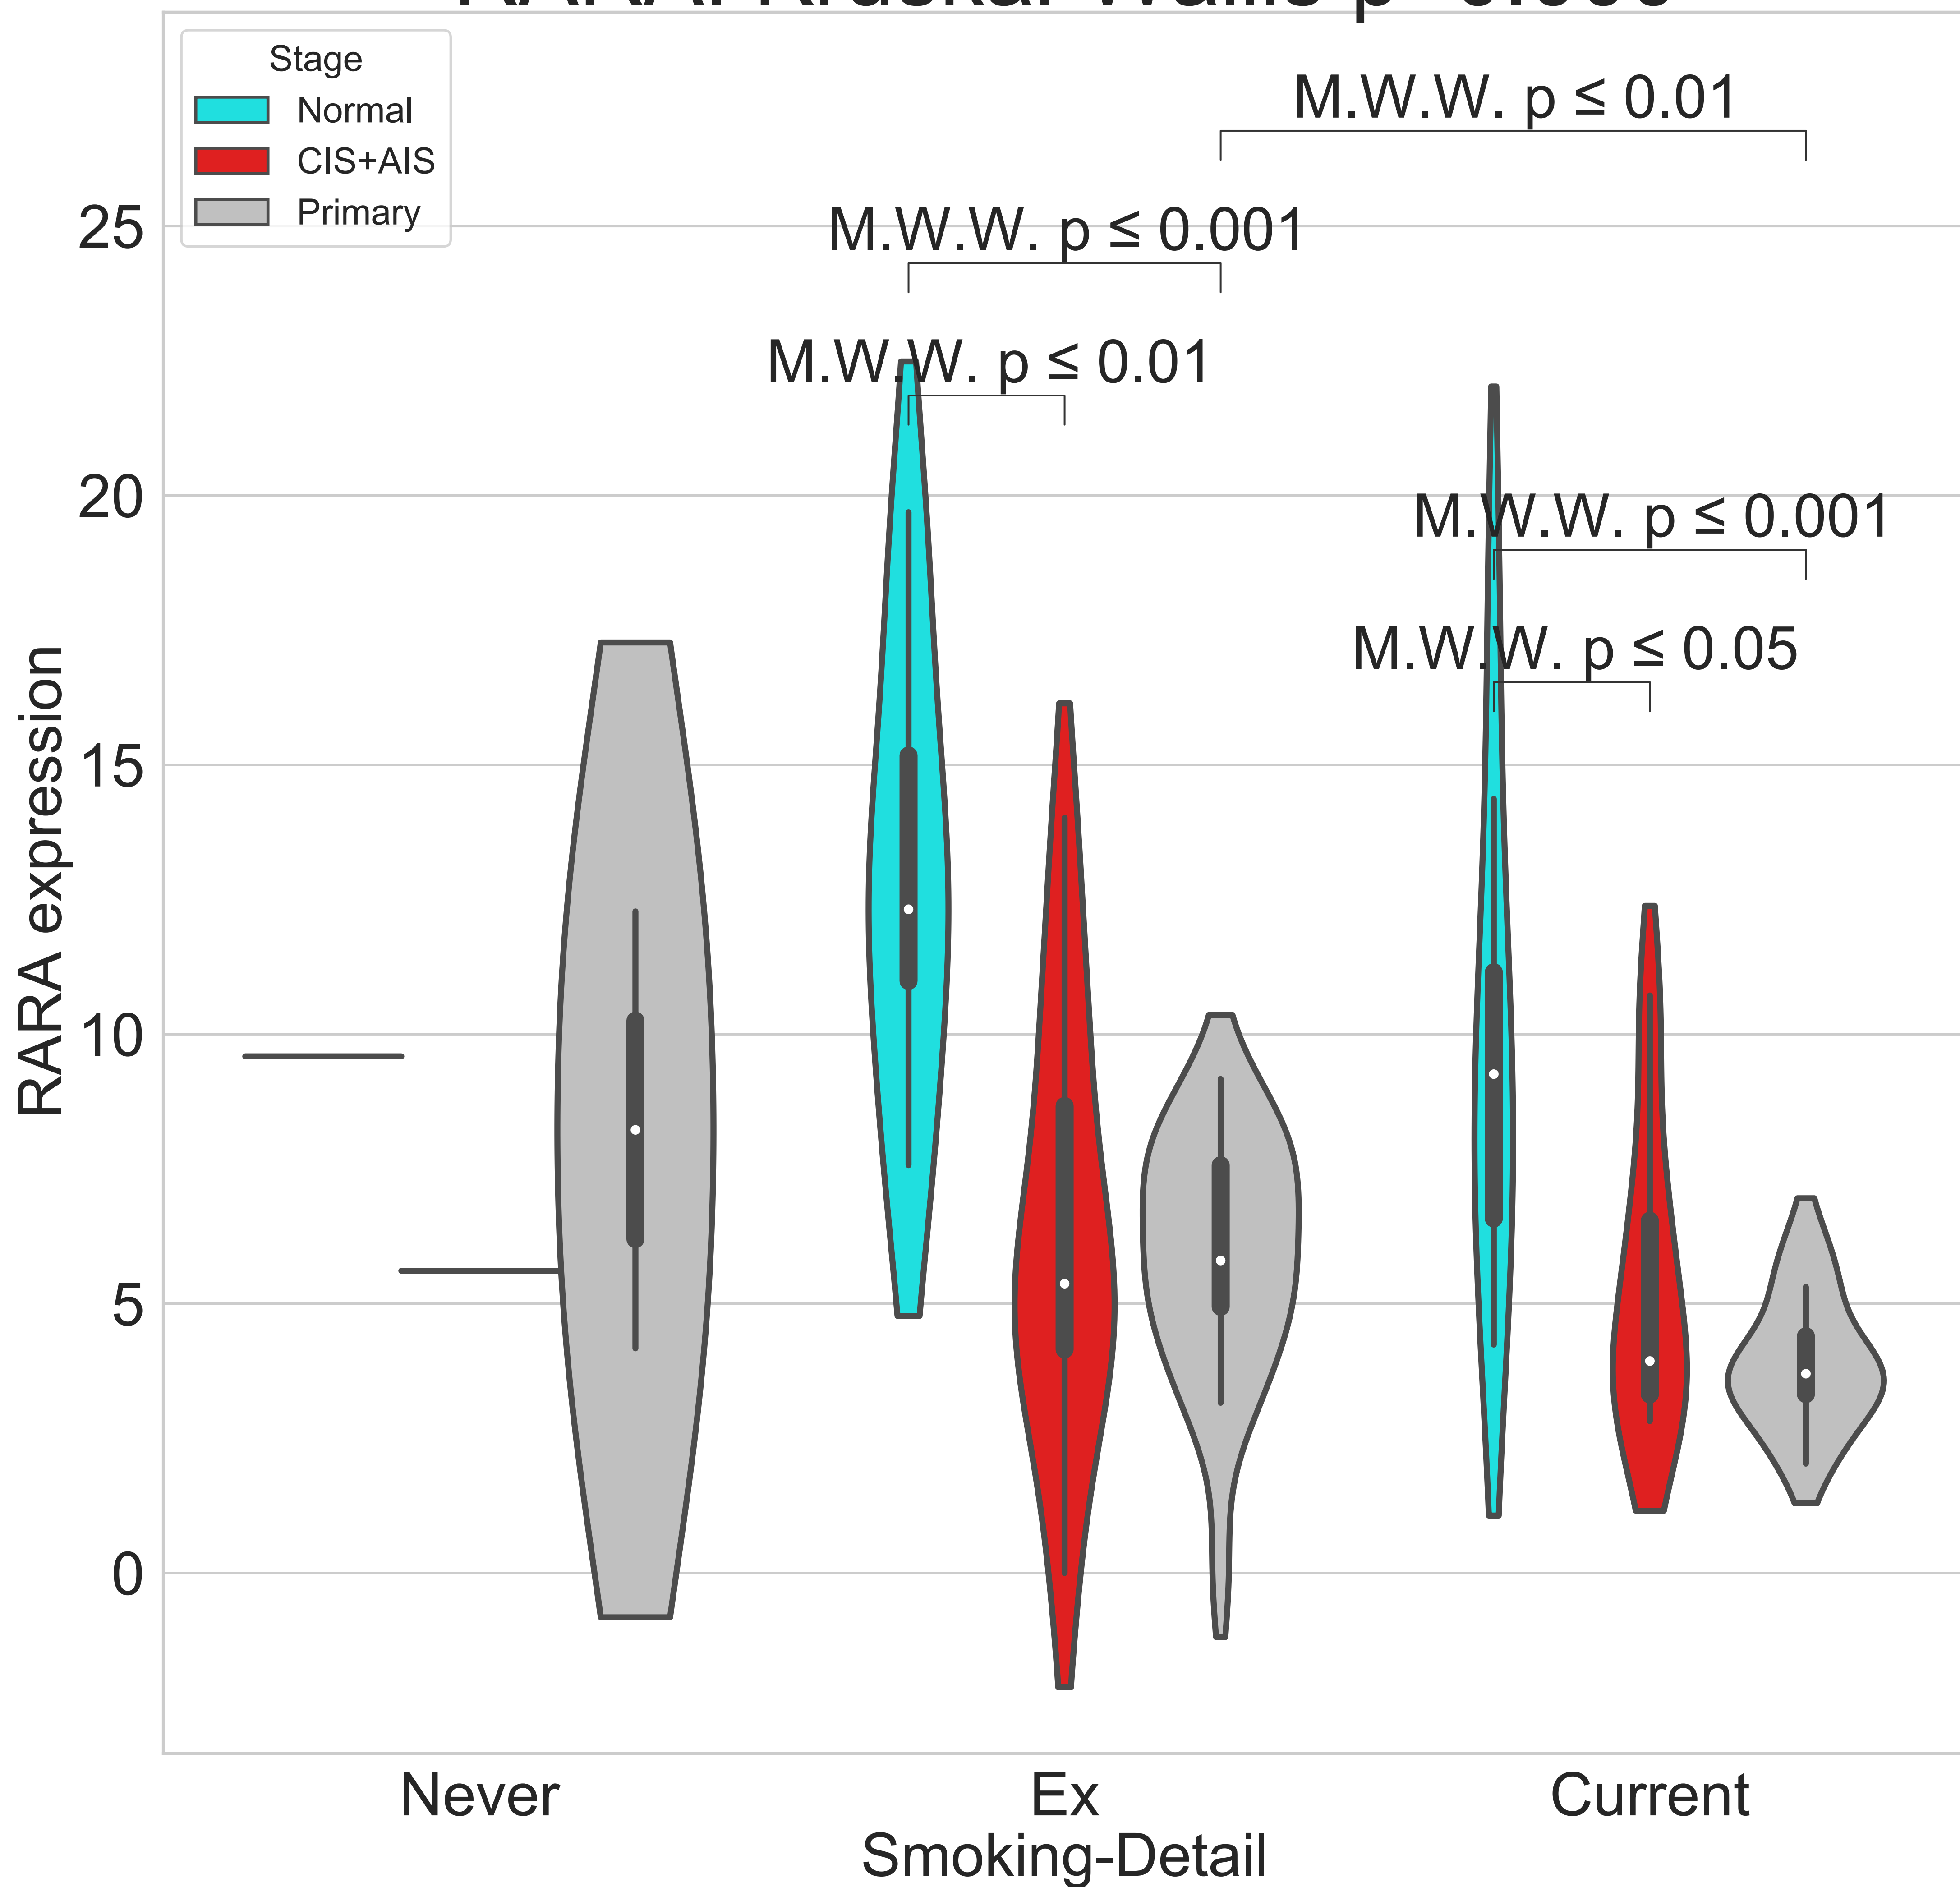 Stage
Normal
CIS+AIS
Primary
M.W.W. p ≤ 0.01
M.W.W. p ≤ 0.001
M.W.W. p ≤ 0.01
M.W.W. p ≤ 0.001
M.W.W. p ≤ 0.05
25
20
15
10
5
0
RARA expression
Never
Ex
Current
Smoking-Detail